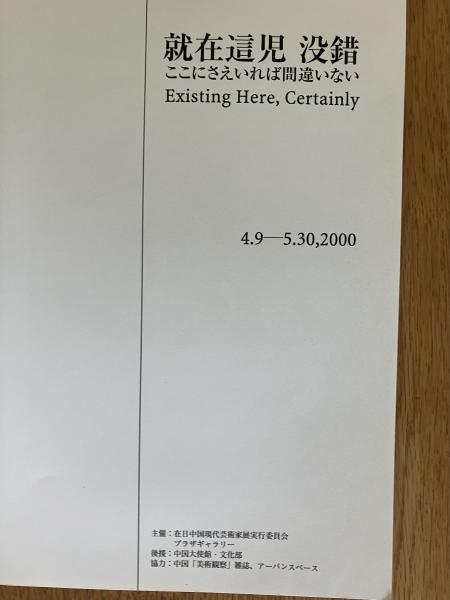 就在這児 没錯
ここにさえいれば間違いない
Existing Here, Certainly
4.9—5.30,2000
主催：在日中国現代芸術家展実行委員会
プラザギャラリー
後援：中国大使館・文化部
協力：中国「美術観察」雑誌、アーバンスペース